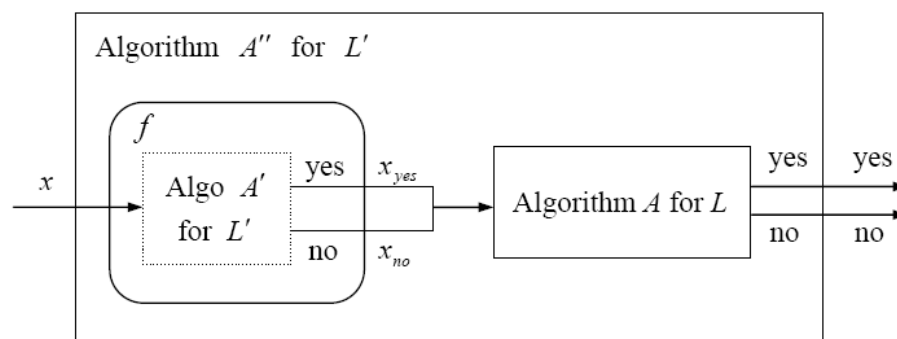 Algorithm A″ for L′
f
x
Algo A′
for L′
yes
no
x_yes
x_no
Algorithm A for L
yes
no
yes
no